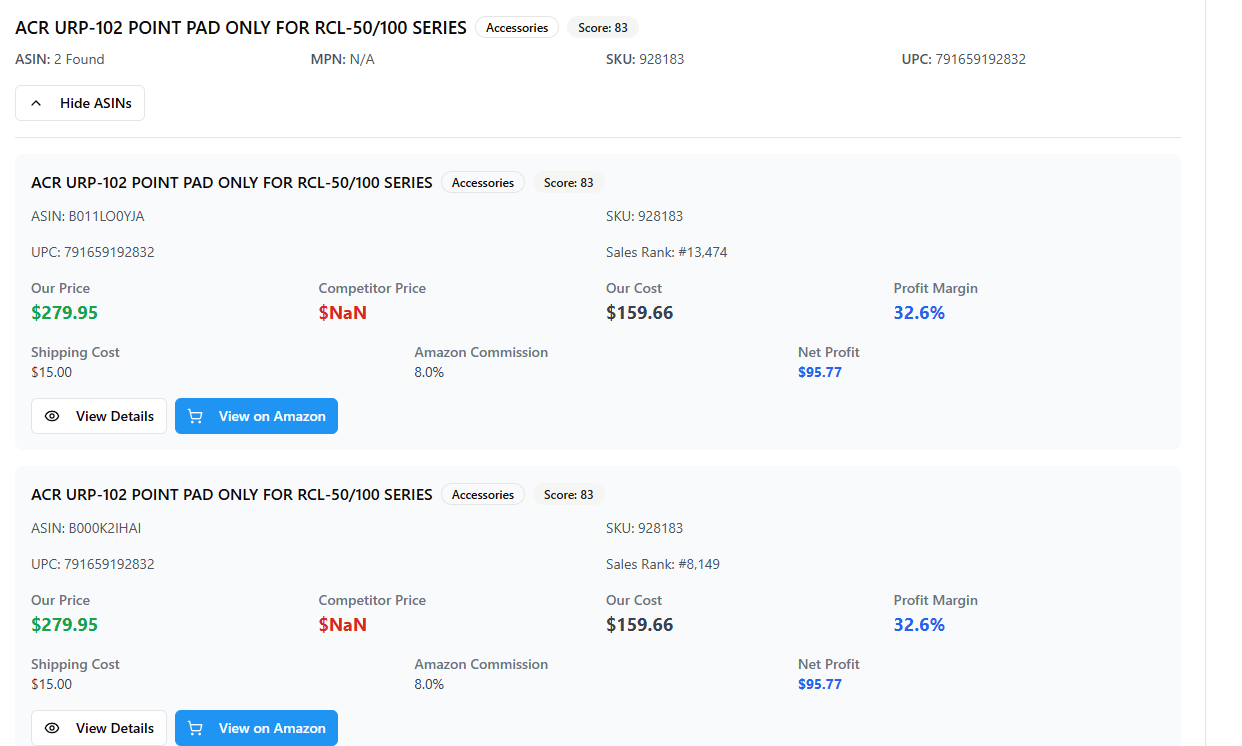 ACR URP-102 POINT PAD ONLY FOR RCL-50/100 SERIES Accessories Score: 83
ASIN: 2 Found MPN: N/A SKU: 928183 UPC: 791659192832
Hide ASINs
ACR URP-102 POINT PAD ONLY FOR RCL-50/100 SERIES Accessories Score: 83
ASIN: B011LO0YJA SKU: 928183
UPC: 791659192832 Sales Rank: #13,474
Our Price Competitor Price Our Cost Profit Margin
$279.95 $NaN $159.66 32.6%
Shipping Cost Amazon Commission Net Profit
$15.00 8.0% $95.77
View Details View on Amazon
ACR URP-102 POINT PAD ONLY FOR RCL-50/100 SERIES Accessories Score: 83
ASIN: B000K2IHAI SKU: 928183
UPC: 791659192832 Sales Rank: #8,149
Our Price Competitor Price Our Cost Profit Margin
$279.95 $NaN $159.66 32.6%
Shipping Cost Amazon Commission Net Profit
$15.00 8.0% $95.77
View Details View on Amazon